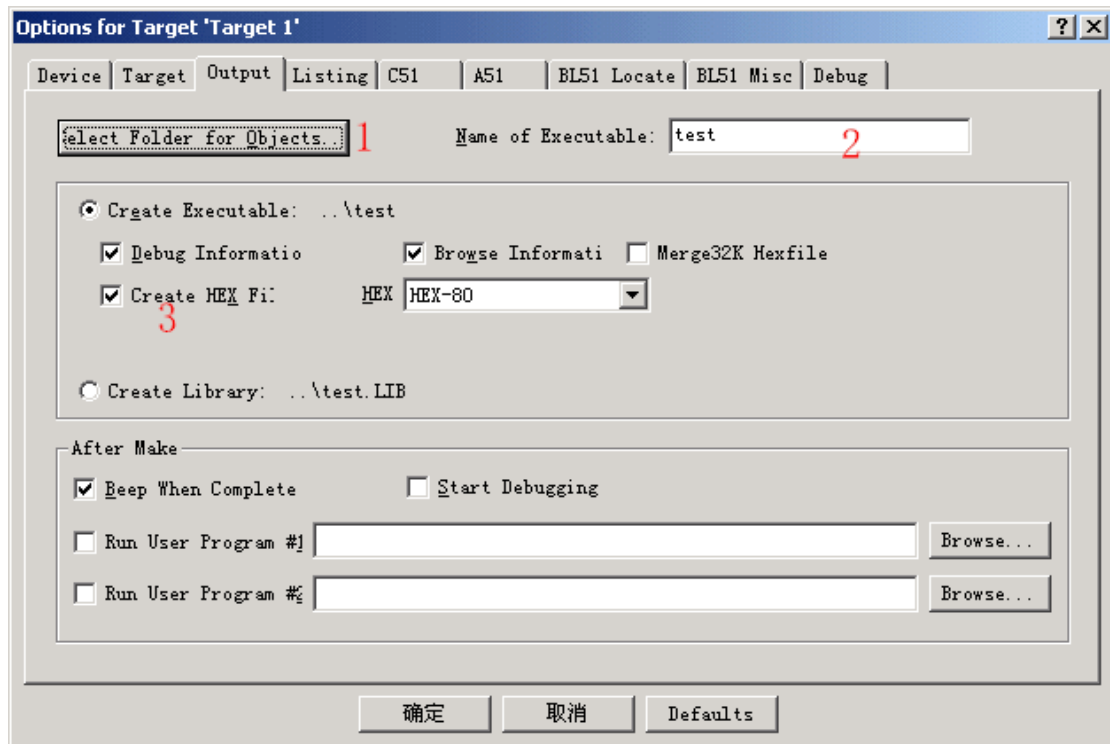 Options for Target 'Target 1'
Device Target Output Listing C51 A51 BL51 Locate BL51 Misc Debug
elect Folder for Objects.. 1 Name of Executable: test 2
Create Executable: ..\test
Debug Informatio Browse Informati Merge32K Hexfile
Create HEX Fi HEX HEX-80
3
Create Library: ..\test.LIB
After Make
Beep When Complete Start Debugging
Run User Program #1 Browse...
Run User Program #2 Browse...
确定 取消 Defaults